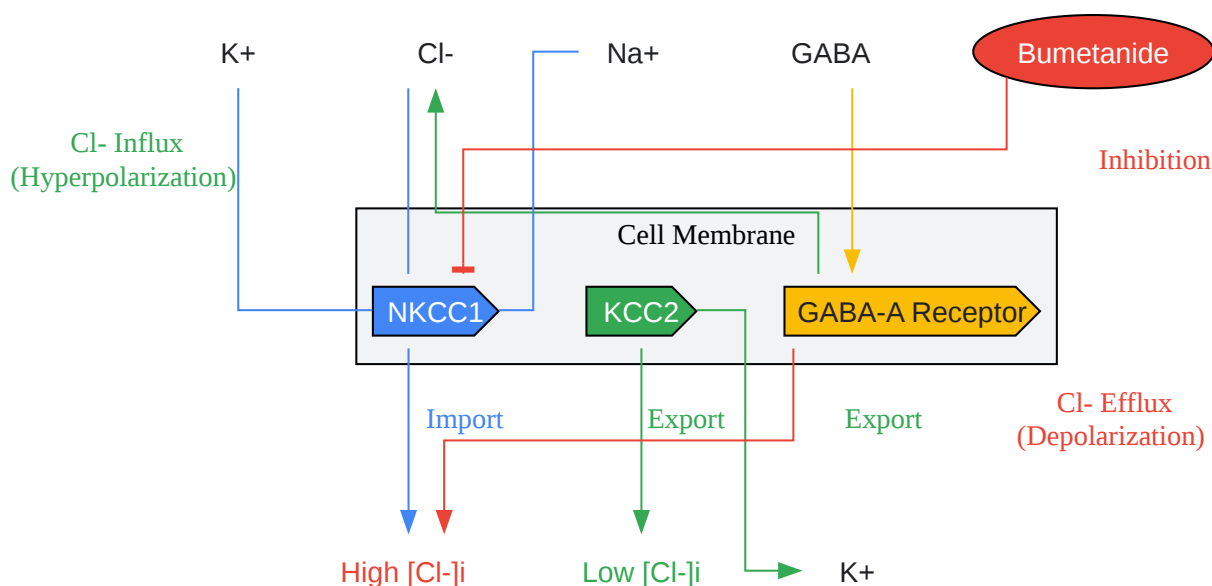 K+
Cl-
Na+
GABA
Bumetanide
Cl- Influx
(Hyperpolarization)
Inhibition
Cell Membrane
NKCC1
KCC2
GABA-A Receptor
Import
Export
Export
Cl- Efflux
(Depolarization)
High [Cl-]i
Low [Cl-]i
K+